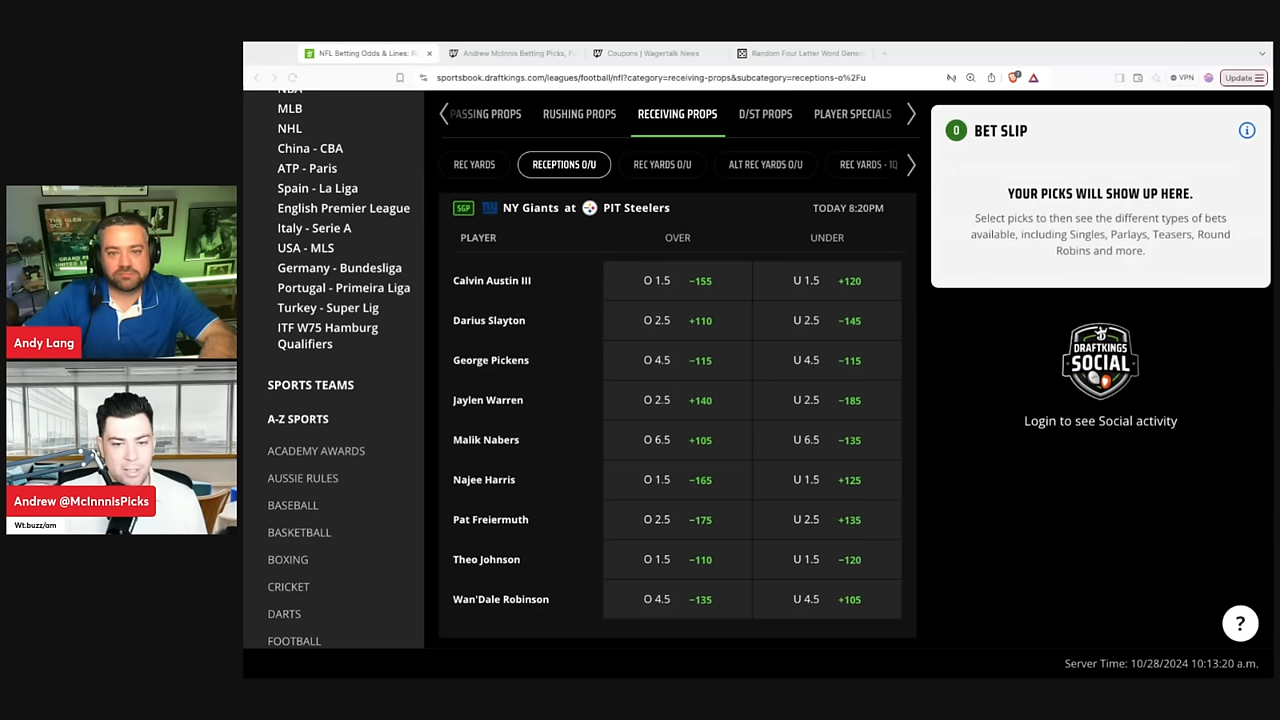 NFL Betting Odds & Lines: Re
Andrew McInnis Betting Picks, Fu
Coupons | Wagertalk News
Random Four Letter Word Gene
sportsbook.draftkings.com/leagues/football/nfl?category=receiving-props&subcategory=receptions-o%2Fu
VPN
Update
NBA
MLB
NHL
China - CBA
ATP - Paris
Spain - La Liga
English Premier League
Italy - Serie A
USA - MLS
Germany - Bundesliga
Portugal - Primeira Liga
Turkey - Super Lig
ITF W75 Hamburg
Qualifiers
SPORTS TEAMS
A-Z SPORTS
ACADEMY AWARDS
AUSSIE RULES
BASEBALL
BASKETBALL
BOXING
CRICKET
DARTS
FOOTBALL
PASSING PROPS RUSHING PROPS RECEIVING PROPS D/ST PROPS PLAYER SPECIALS
REC YARDS RECEPTIONS O/U REC YARDS O/U ALT REC YARDS O/U REC YARDS - 1Q
SGP NY Giants at PIT Steelers TODAY 8:20PM
PLAYER OVER UNDER
Calvin Austin III O 1.5 −155 U 1.5 +120
Darius Slayton O 2.5 +110 U 2.5 −145
George Pickens O 4.5 −115 U 4.5 −115
Jaylen Warren O 2.5 +140 U 2.5 −185
Malik Nabers O 6.5 +105 U 6.5 −135
Najee Harris O 1.5 −165 U 1.5 +125
Pat Freiermuth O 2.5 −175 U 2.5 +135
Theo Johnson O 1.5 −110 U 1.5 −120
Wan'Dale Robinson O 4.5 −135 U 4.5 +105
0 BET SLIP
YOUR PICKS WILL SHOW UP HERE.
Select picks to then see the different types of bets
available, including Singles, Parlays, Teasers, Round
Robins and more.
DRAFTKINGS
SOCIAL
Login to see Social activity
?
Server Time: 10/28/2024 10:13:20 a.m.
Andy Lang
Andrew @McInnnisPicks
Wt.buzz/am